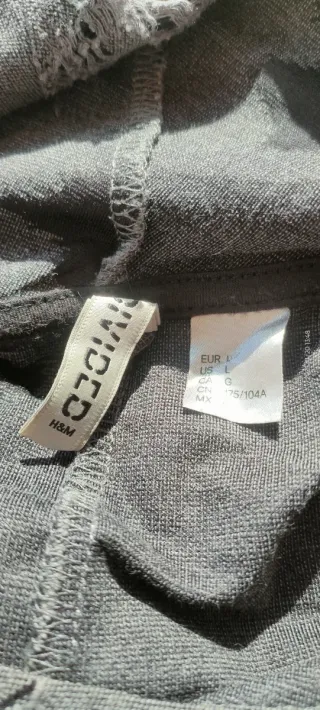 DIVIDED
H&M
EUR L
US L
CA G
CN 175/104A
MX